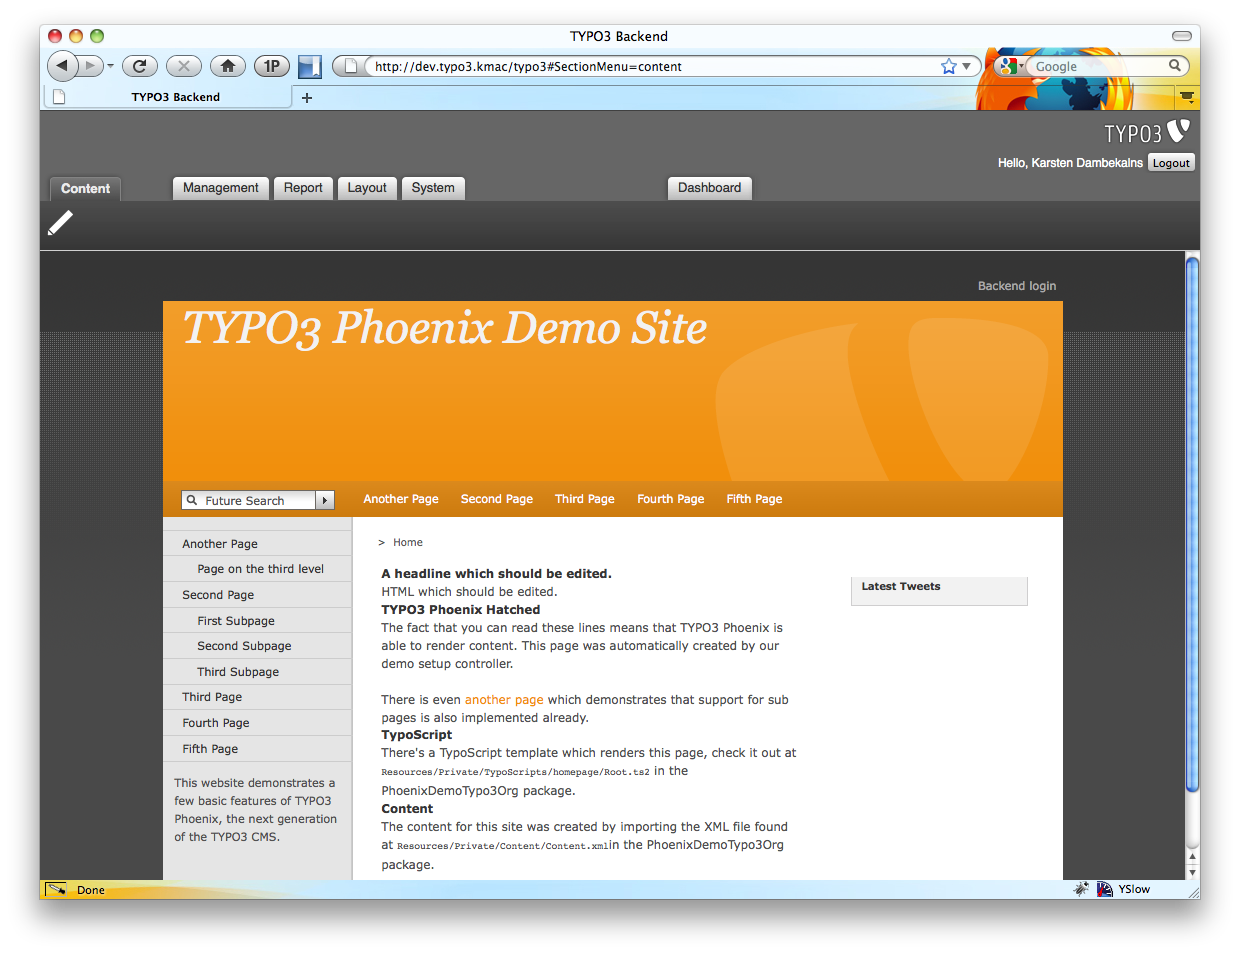 TYPO3 Backend
1P
http://dev.typo3.kmac/typo3#SectionMenu=content
Google
TYPO3 Backend
TYPO3
Hello, Karsten Dambekalns Logout
Content Management Report Layout System Dashboard
Backend login
TYPO3 Phoenix Demo Site
Future Search Another Page Second Page Third Page Fourth Page Fifth Page
Another Page
Page on the third level
Second Page
First Subpage
Second Subpage
Third Subpage
Third Page
Fourth Page
Fifth Page
This website demonstrates a
few basic features of TYPO3
Phoenix, the next generation
of the TYPO3 CMS.
> Home
A headline which should be edited.
HTML which should be edited.
TYPO3 Phoenix Hatched
The fact that you can read these lines means that TYPO3 Phoenix is
able to render content. This page was automatically created by our
demo setup controller.
There is even another page which demonstrates that support for sub
pages is also implemented already.
TypoScript
There's a TypoScript template which renders this page, check it out at
Resources/Private/TypoScripts/homepage/Root.ts2 in the
PhoenixDemoTypo3Org package.
Content
The content for this site was created by importing the XML file found
at Resources/Private/Content/Content.xmlin the PhoenixDemoTypo3Org
package.
Latest Tweets
Done
YSlow